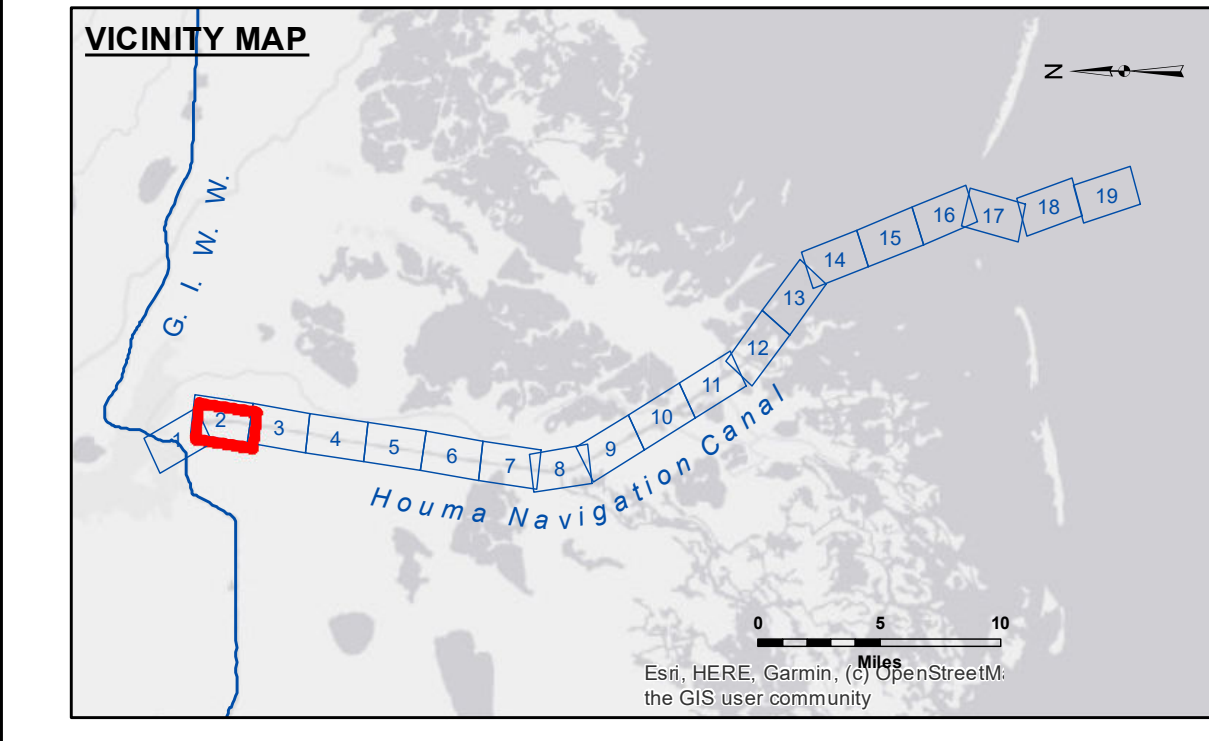 VICINITY MAP
N
G. I. W. W.
1
2
3
4
5
6
7
8
9
10
11
12
13
14
15
16
17
18
19
Houma Navigation Canal
0 5 10
Miles
Esri, HERE, Garmin, (c) OpenStreetM
the GIS user community